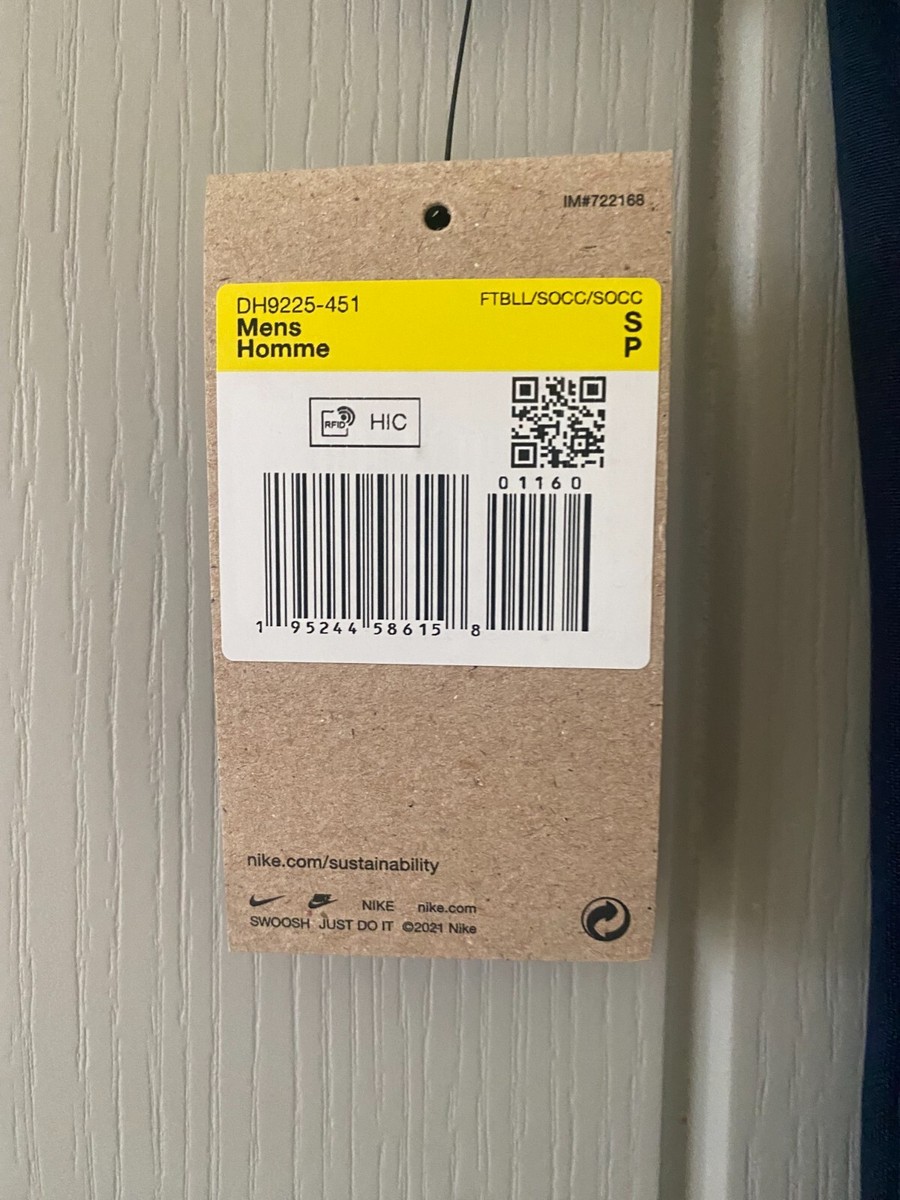 IM#722168
DH9225-451
FTBLL/SOCC/SOCC
Mens
S
Homme
P
RFID HIC
01160
1 95244 58615 8
nike.com/sustainability
NIKE nike.com
SWOOSH JUST DO IT ©2021 Nike